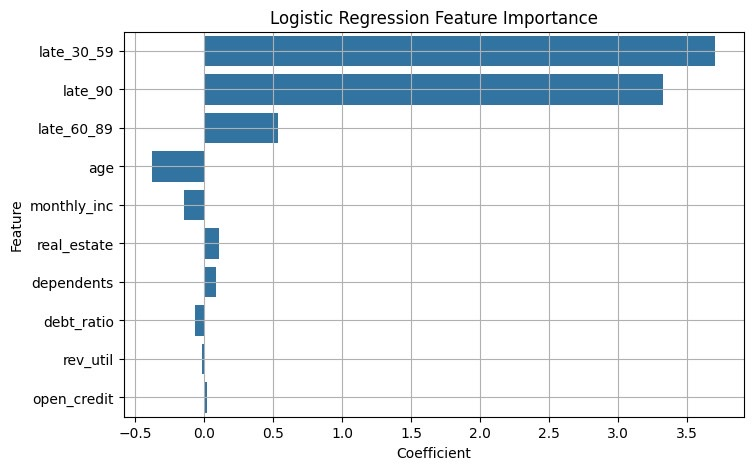 Logistic Regression Feature Importance
Feature
late_30_59
late_90
late_60_89
age
monthly_inc
real_estate
dependents
debt_ratio
rev_util
open_credit
−0.5 0.0 0.5 1.0 1.5 2.0 2.5 3.0 3.5
Coefficient